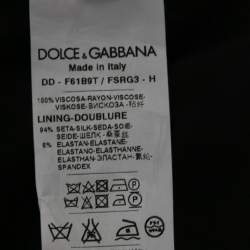 DOLCE & GABBANA
Made in Italy
DD - F61B9T / FSRG3 - H
100% VISCOSA-RAYON-VISCOSE-
VISKOSE-ВИСКОЗА-粘纤
LINING-DOUBLURE
94% SETA-SILK-SEDA-SOIE-
SEIDE-ШЕЛК-桑蚕丝
6% ELASTAN-ELASTANE-
ELASTANO-ELASTHANNE-
ELASTHAN-ЭЛАСТАН-氨纶-
SPANDEX